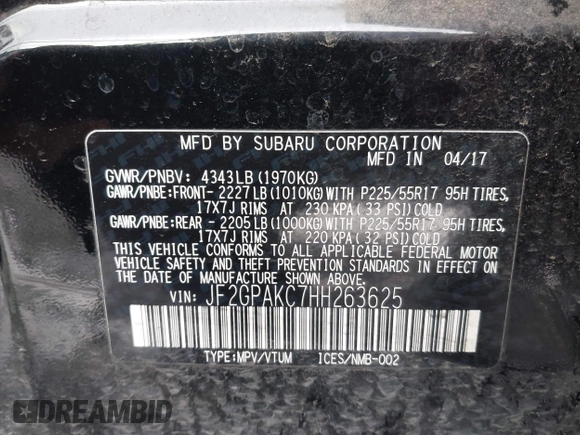 MFD BY SUBARU CORPORATION
MFD IN 04/17
GVWR/PNBV: 4343LB (1970KG)
GAWR/PNBE:FRONT- 2227LB(1010KG)WITH P225/55R17 95H TIRES,
17X7J RIMS AT 230 KPA ( 33 PSI) COLD
GAWR/PNBE:REAR - 2205LB(1000KG)WITH P225/55R17 95H TIRES,
17X7J RIMS AT 220 KPA ( 32 PSI) COLD
THIS VEHICLE CONFORMS TO ALL APPLICABLE FEDERAL MOTOR
VEHICLE SAFETY AND THEFT PREVENTION STANDARDS IN EFFECT ON
THE DATE OF MANUFACTURE SHOWN ABOVE.
VIN: JF2GPAKC7HH263625
TYPE:MPV/VTUM ICES/NMB-002
DREAMBID